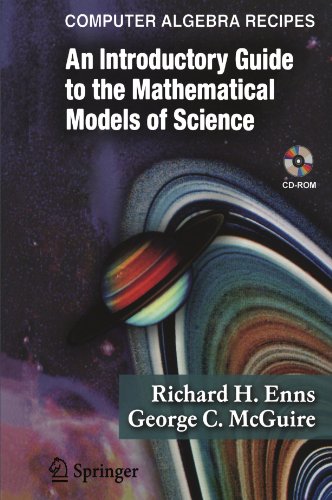 COMPUTER ALGEBRA RECIPES
An Introductory Guide
to the Mathematical
Models of Science
CD-ROM
Richard H. Enns
George C. McGuire
Springer